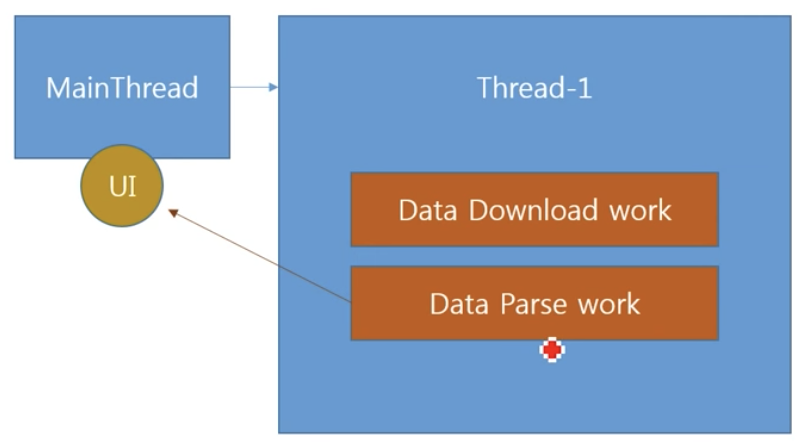 MainThread
Thread-1
UI
Data Download work
Data Parse work